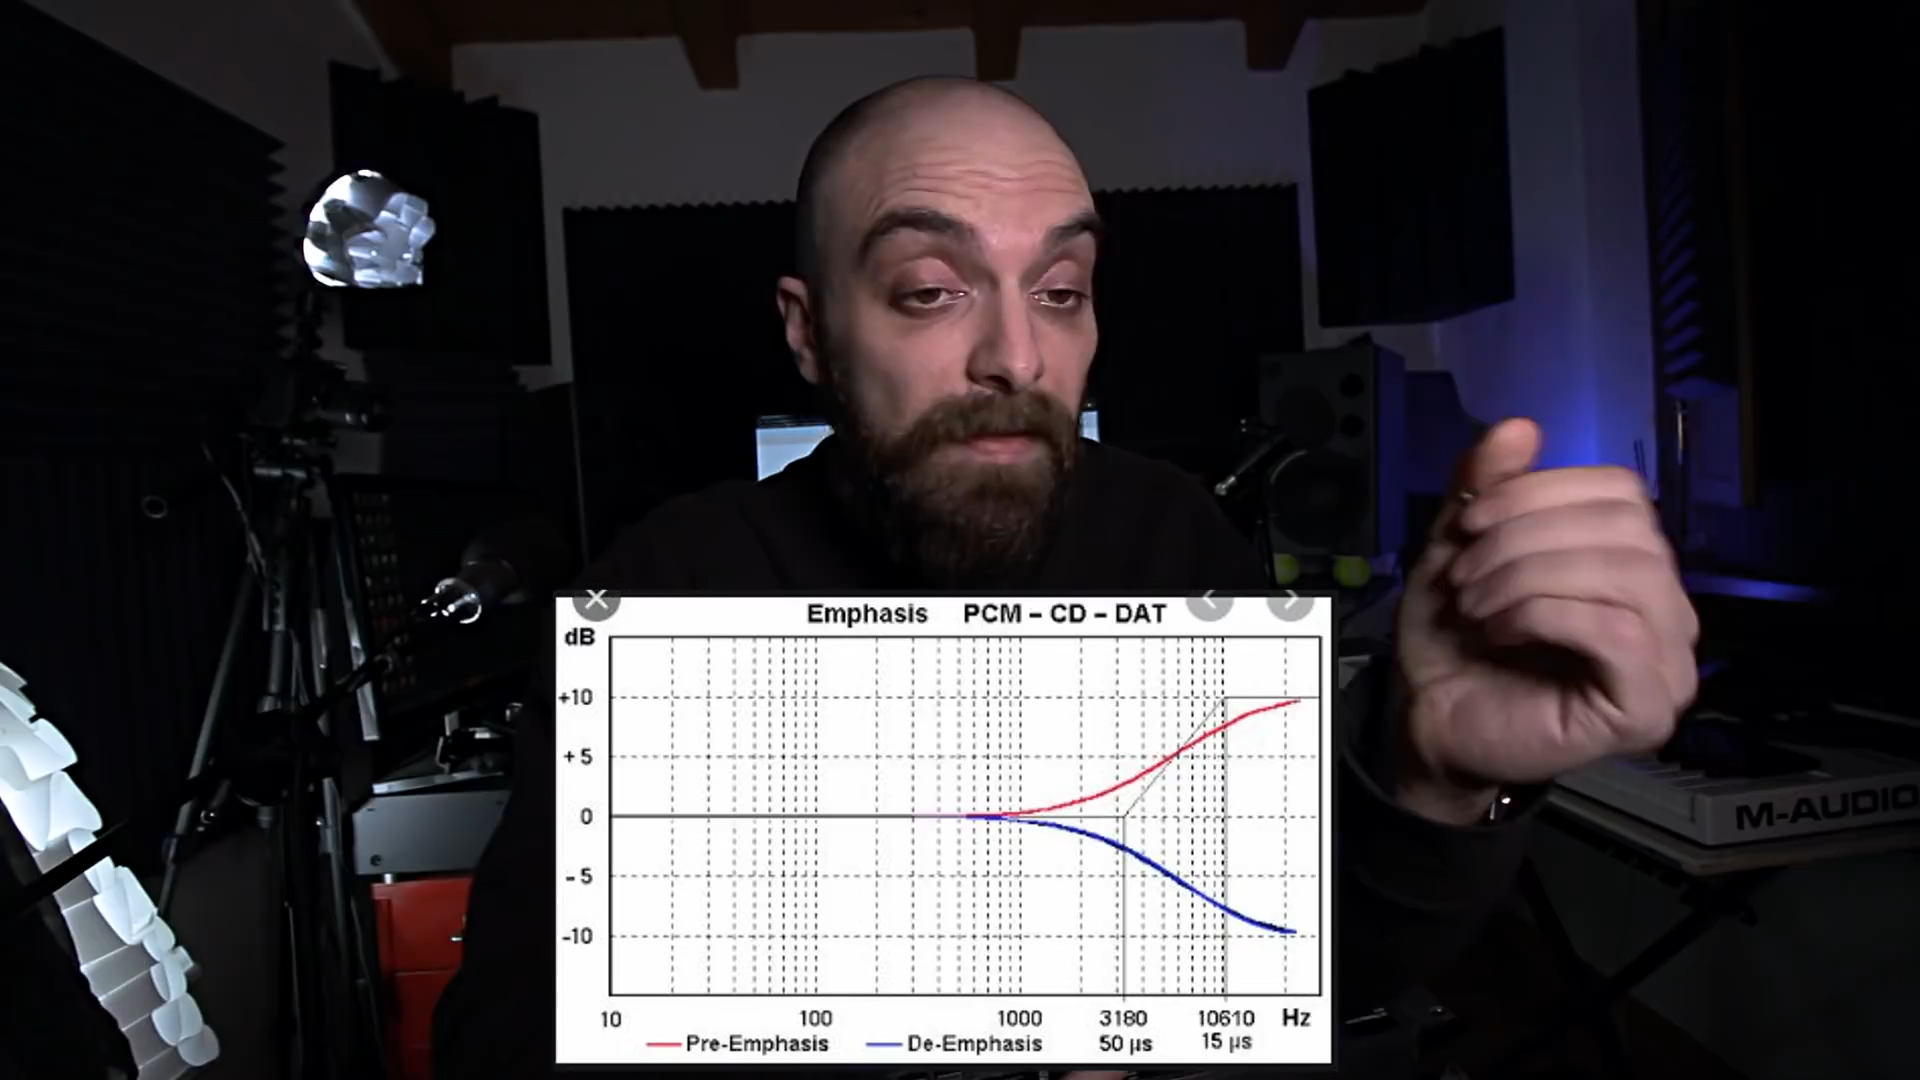 Emphasis PCM – CD – DAT
dB
+10
+5
0
-5
-10
10 100 1000 3180 10610 Hz
Pre-Emphasis De-Emphasis 50 µs 15 µs
M-AUDIO